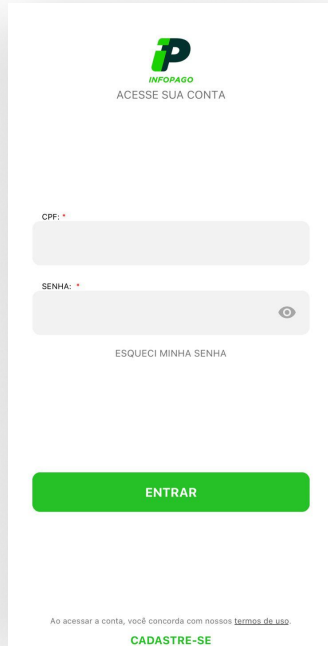 iP
INFOPAGO
ACESSE SUA CONTA
CPF: *
SENHA: *
ESQUECI MINHA SENHA
ENTRAR
Ao acessar a conta, você concorda com nossos termos de uso.
CADASTRE-SE